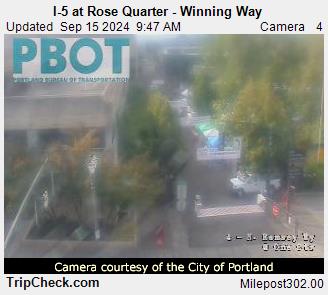 I-5 at Rose Quarter - Winning Way
Updated Sep 15 2024 9:47 AM Camera 4
PBOT
PORTLAND BUREAU OF TRANSPORTATION
Camera courtesy of the City of Portland
TripCheck.com Milepost302.00